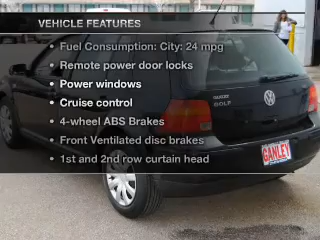 VEHICLE FEATURES
Fuel Consumption: City: 24 mpg
Remote power door locks
Power windows
Cruise control
4-wheel ABS Brakes
Front Ventilated disc brakes
1st and 2nd row curtain head
GOLF
GANLEY